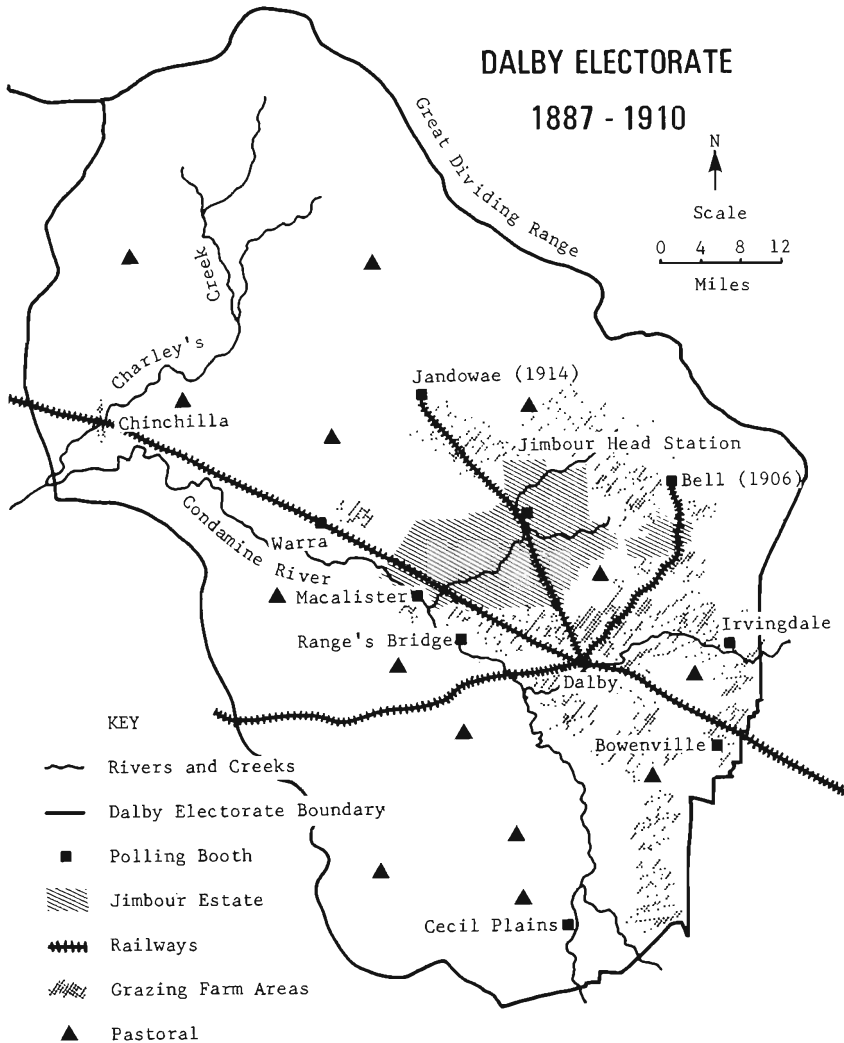 DALBY ELECTORATE
1887 - 1910
N
Scale
0 4 8 12
Miles
Great Dividing Range
Creek
Charley's
Jandowae (1914)
Chinchilla
Jimbour Head Station
Bell (1906)
Condamine River
Warra
Macalister
Irvingdale
Range's Bridge
Dalby
Bowenville
Cecil Plains
KEY
Rivers and Creeks
Dalby Electorate Boundary
Polling Booth
Jimbour Estate
Railways
Grazing Farm Areas
Pastoral